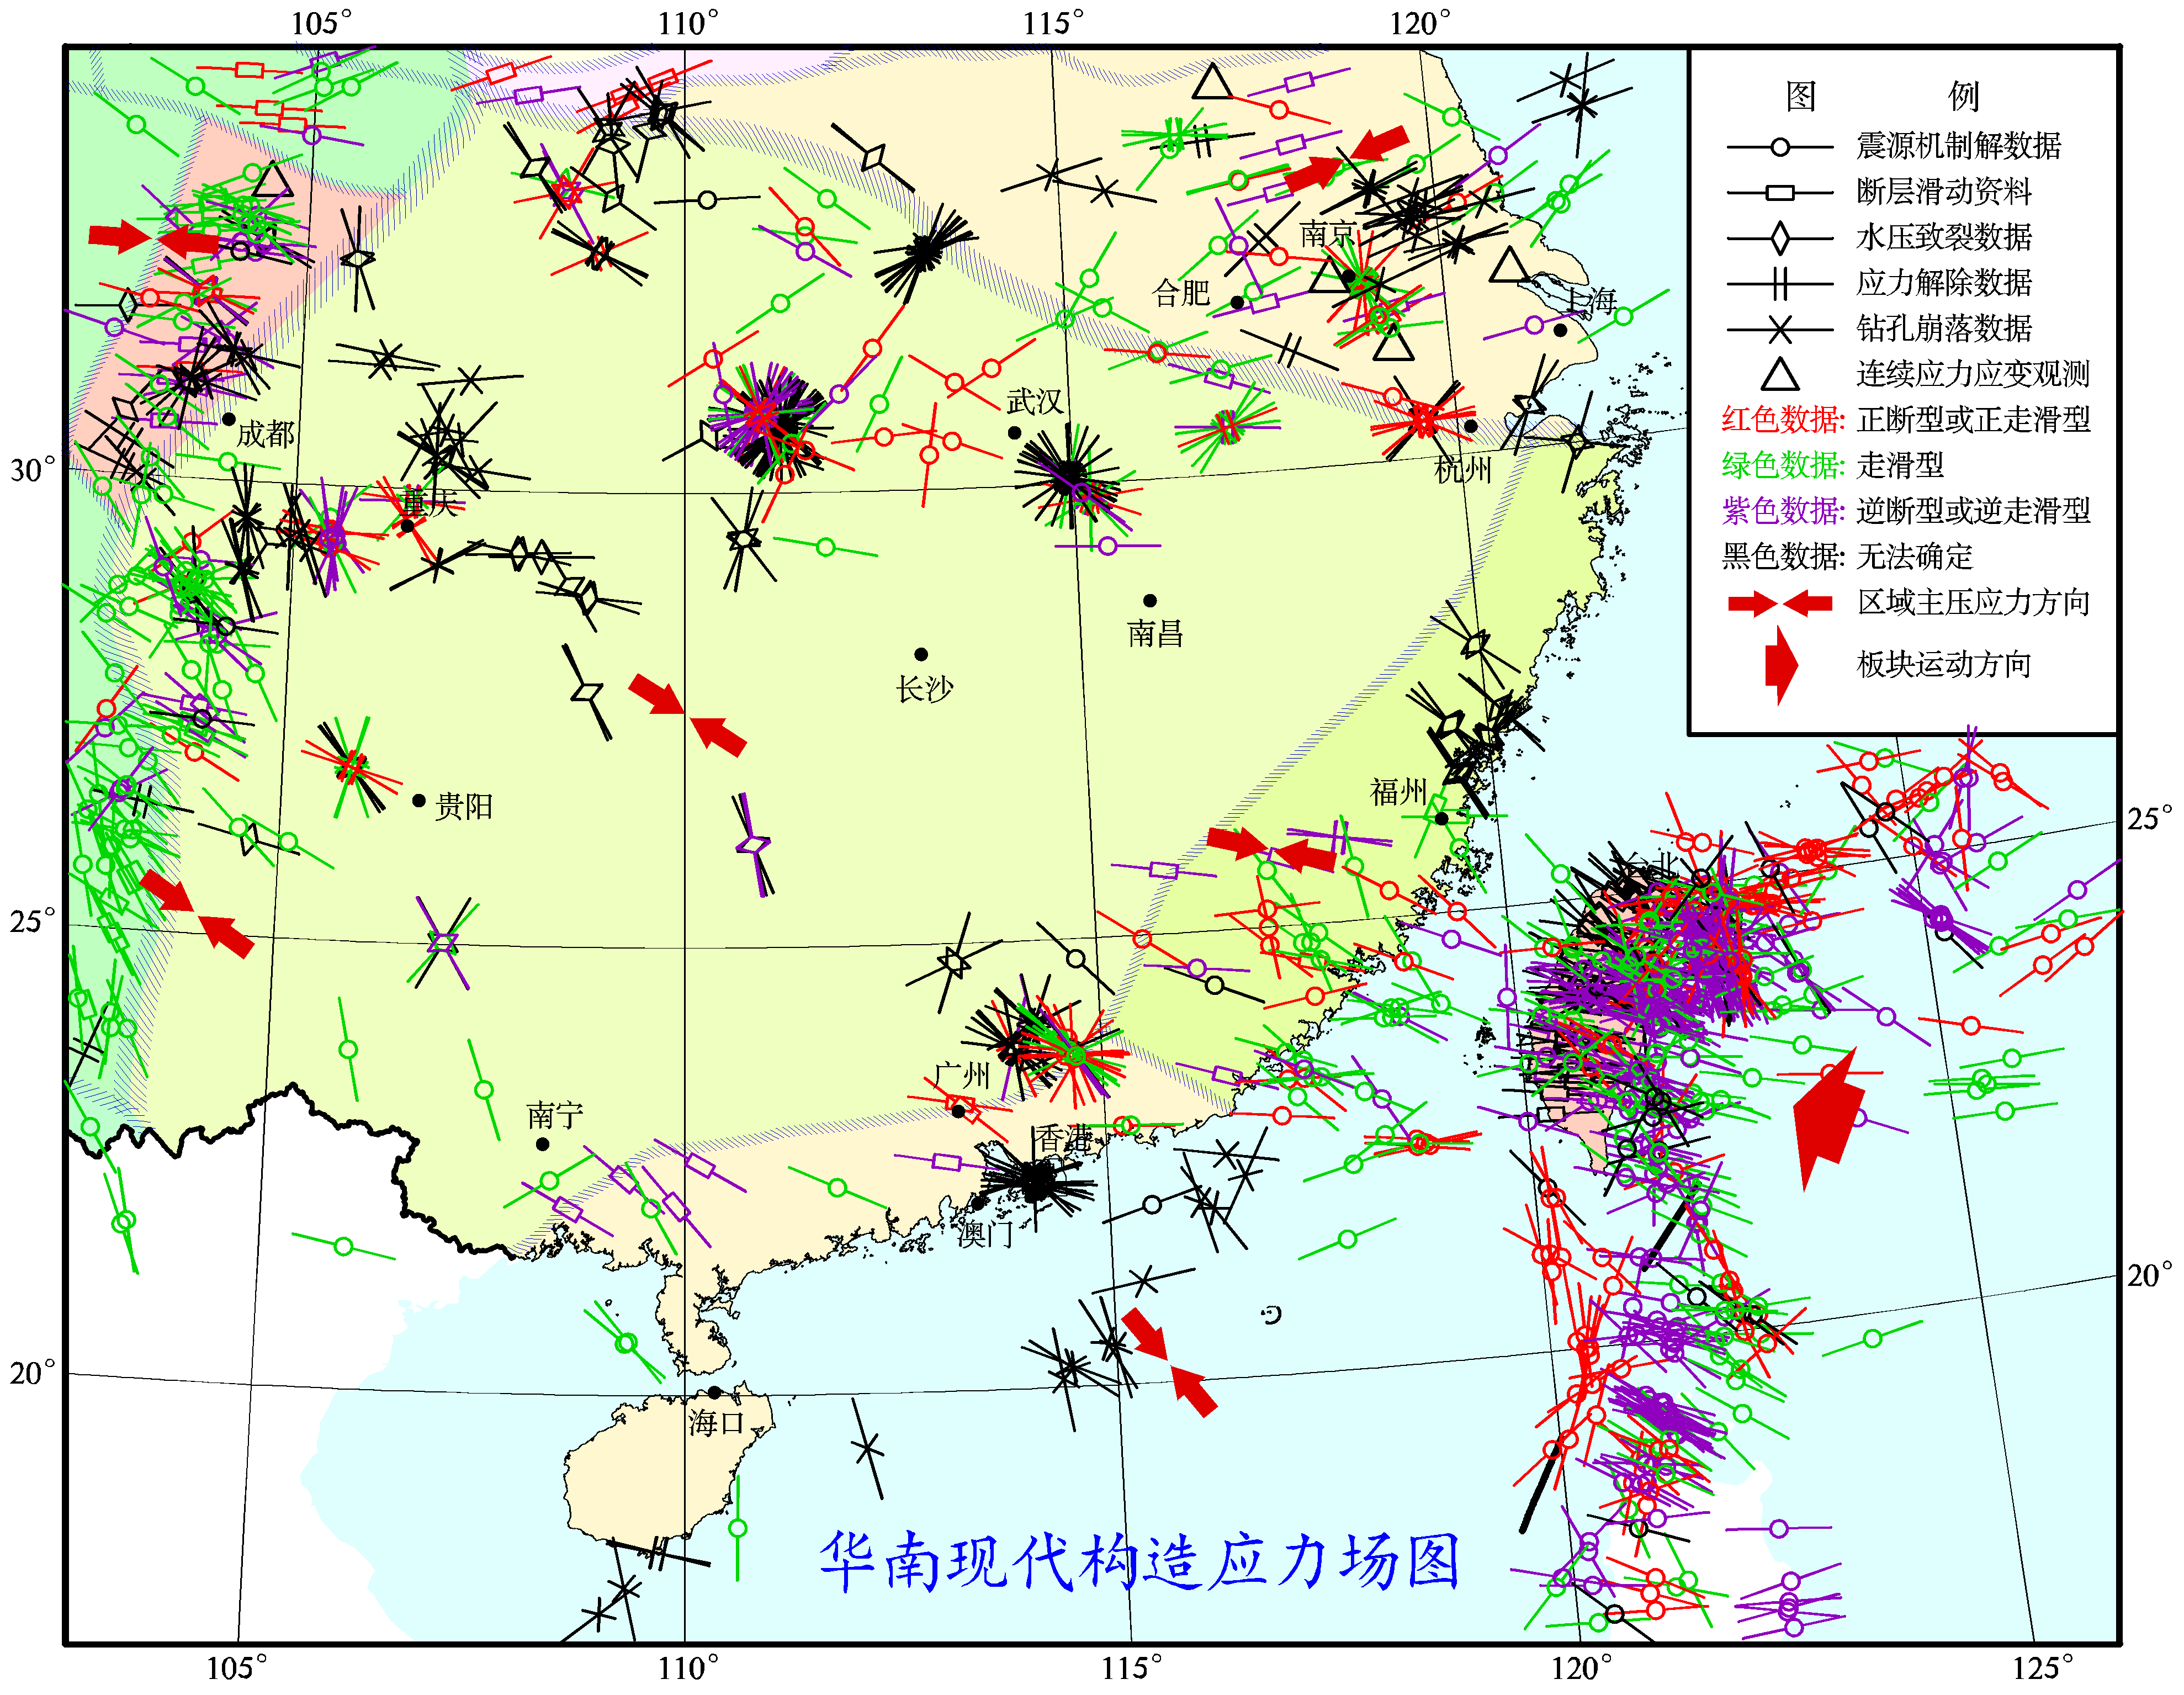 105° 110° 115° 120°
图 例
震源机制解数据
断层滑动资料
水压致裂数据
应力解除数据
钻孔崩落数据
连续应力应变观测
红色数据: 正断型或正走滑型
绿色数据: 走滑型
紫色数据: 逆断型或逆走滑型
黑色数据: 无法确定
区域主压应力方向
板块运动方向
南京
合肥
上海
武汉
成都
30°
杭州
重庆
南昌
长沙
福州
贵阳
25°
台北
25°
广州
南宁
香港
澳门
20°
20°
海口
华南现代构造应力场图
105° 110° 115° 120° 125°